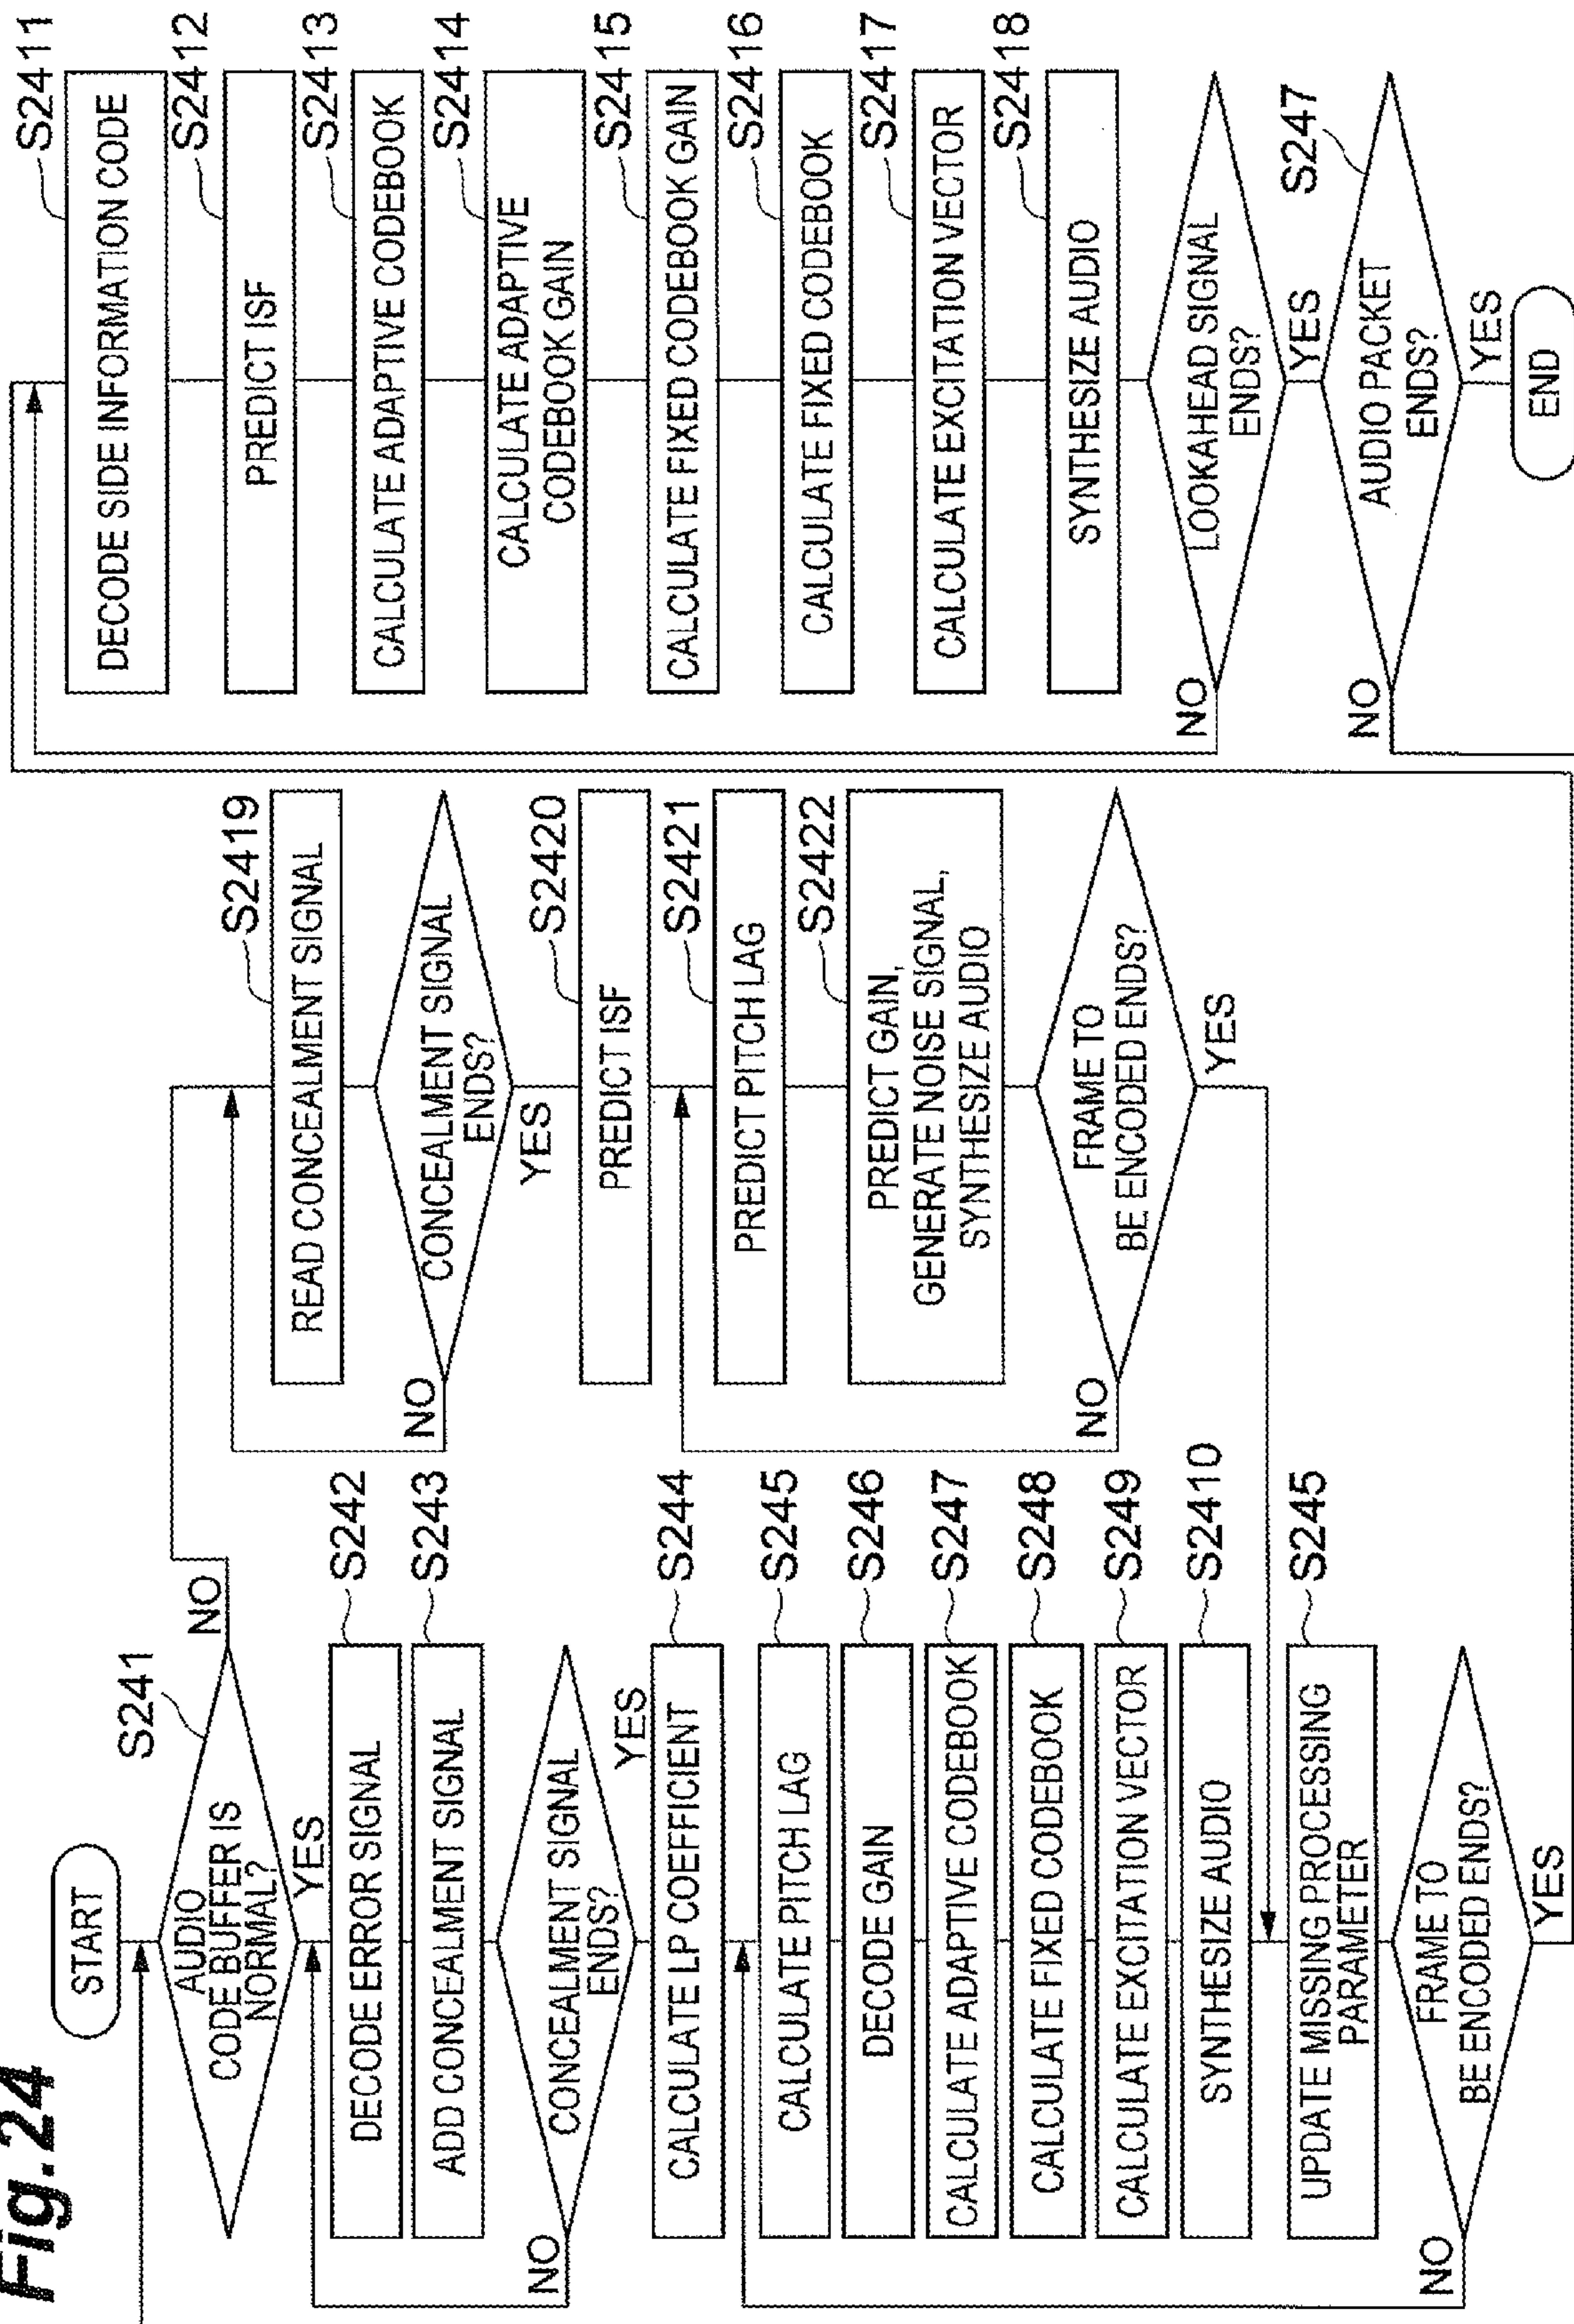 Fig.24
START
S241
AUDIO
CODE BUFFER IS
NORMAL?
NO
YES
S242
DECODE ERROR SIGNAL
S243
ADD CONCEALMENT SIGNAL
CONCEALMENT SIGNAL
ENDS?
NO
YES
S244
CALCULATE LP COEFFICIENT
S245
CALCULATE PITCH LAG
S246
DECODE GAIN
S247
CALCULATE ADAPTIVE CODEBOOK
S248
CALCULATE FIXED CODEBOOK
S249
CALCULATE EXCITATION VECTOR
S2410
SYNTHESIZE AUDIO
S245
UPDATE MISSING PROCESSING
PARAMETER
FRAME TO
BE ENCODED ENDS?
NO
YES
S2419
READ CONCEALMENT SIGNAL
CONCEALMENT SIGNAL
ENDS?
NO
YES
S2420
PREDICT ISF
S2421
PREDICT PITCH LAG
S2422
PREDICT GAIN,
GENERATE NOISE SIGNAL,
SYNTHESIZE AUDIO
FRAME TO
BE ENCODED ENDS?
NO
YES
S2411
DECODE SIDE INFORMATION CODE
S2412
PREDICT ISF
S2413
CALCULATE ADAPTIVE CODEBOOK
S2414
CALCULATE ADAPTIVE
CODEBOOK GAIN
S2415
CALCULATE FIXED CODEBOOK GAIN
S2416
CALCULATE FIXED CODEBOOK
S2417
CALCULATE EXCITATION VECTOR
S2418
SYNTHESIZE AUDIO
LOOKAHEAD SIGNAL
ENDS?
NO
YES
S247
AUDIO PACKET
ENDS?
NO
YES
END